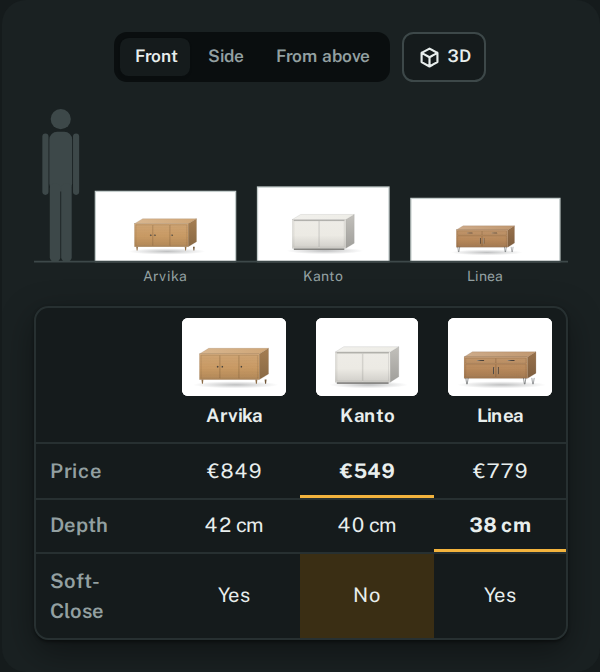 Front Side From above 3D
Arvika Kanto Linea
Arvika Kanto Linea
Price €849 €549 €779
Depth 42 cm 40 cm 38 cm
Soft-
Close Yes No Yes